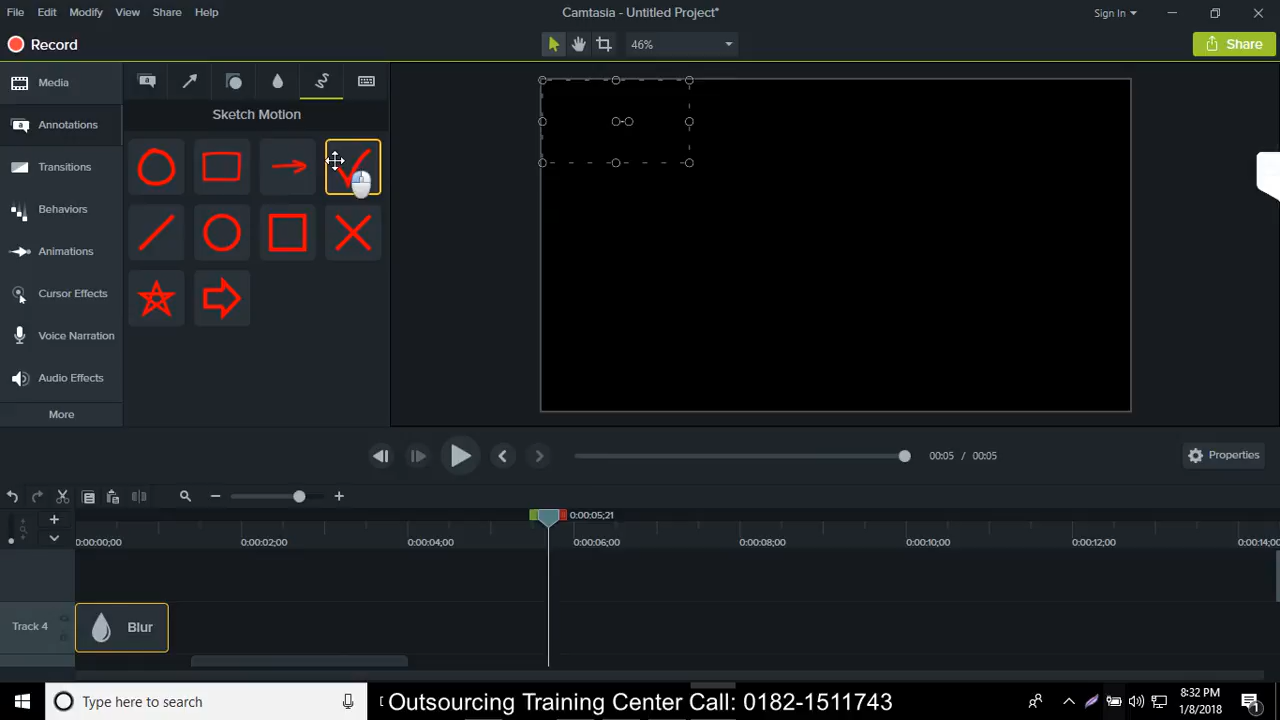 File Edit Modify View Share Help
Camtasia - Untitled Project*
Sign In
Record
46%
Share
Media
Annotations
Transitions
Behaviors
Animations
Cursor Effects
Voice Narration
Audio Effects
More
a
Sketch Motion
00:05 / 00:05
Properties
0:00:05;21
0:00:00;00 0:00:02;00 0:00:04;00 0:00:06;00 0:00:08;00 0:00:10;00 0:00:12;00 0:00:14;00
Track 4
Blur
Type here to search
Outsourcing Training Center Call: 0182-1511743
8:32 PM
1/8/2018
1